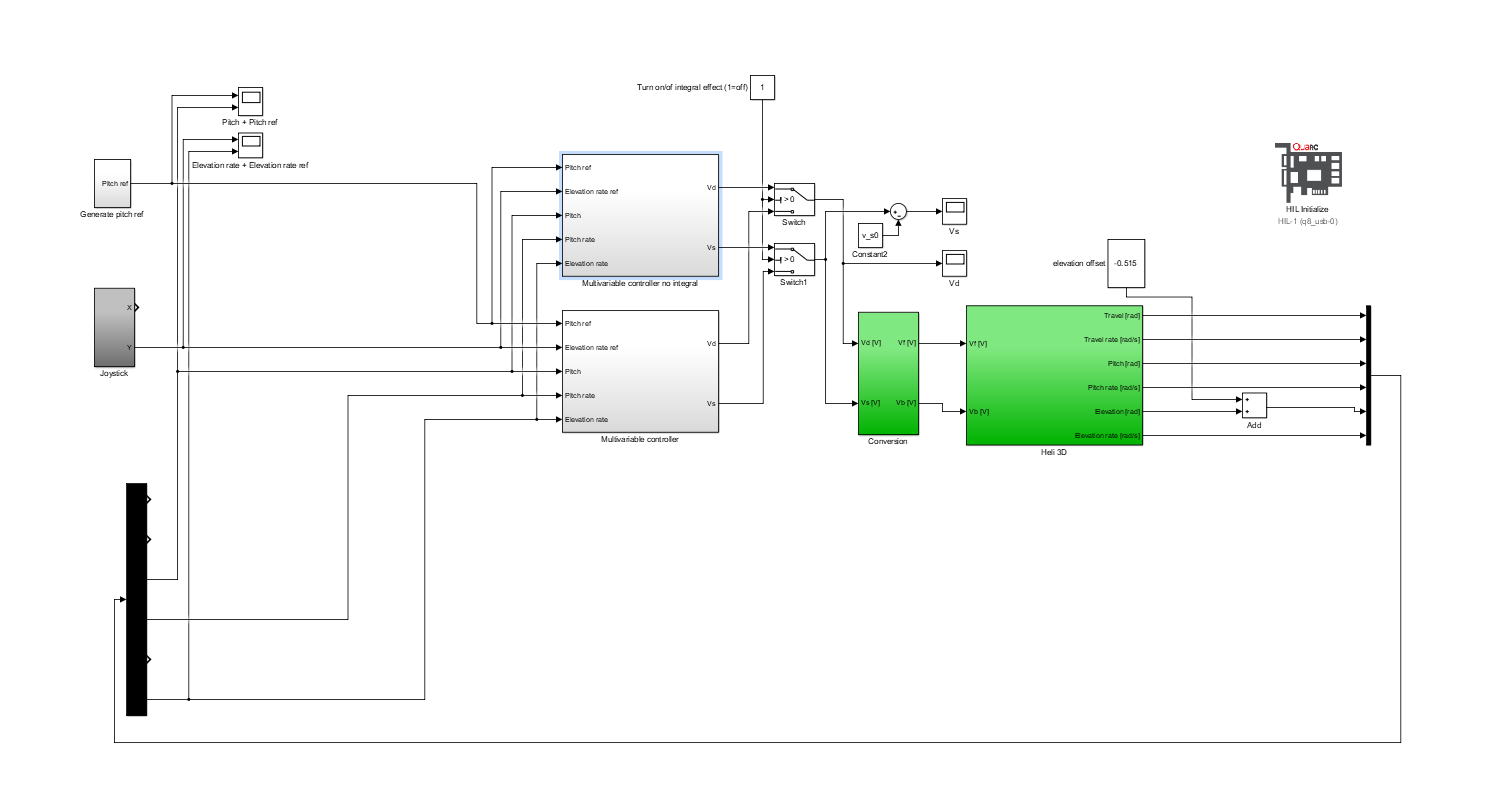 Turn on/of integral effect (1=off)
1
Pitch + Pitch ref
Elevation rate + Elevation rate ref
Pitch ref
Generate pitch ref
X
Y
Joystick
Pitch ref
Elevation rate ref
Pitch
Pitch rate
Elevation rate
Vd
Vs
Multivariable controller no integral
Pitch ref
Elevation rate ref
Pitch
Pitch rate
Elevation rate
Vd
Vs
Multivariable controller
> 0
Switch
> 0
Switch1
+
-
v_s0
Constant2
Vs
Vd
Vd [V]
Vs [V]
Vf [V]
Vb [V]
Conversion
Vf [V]
Vb [V]
Travel [rad]
Travel rate [rad/s]
Pitch [rad]
Pitch rate [rad/s]
Elevation [rad]
Elevation rate [rad/s]
Heli 3D
elevation offset
-0.515
+
+
Add
QuaRC
HIL Initialize
HIL-1 (q8_usb-0)